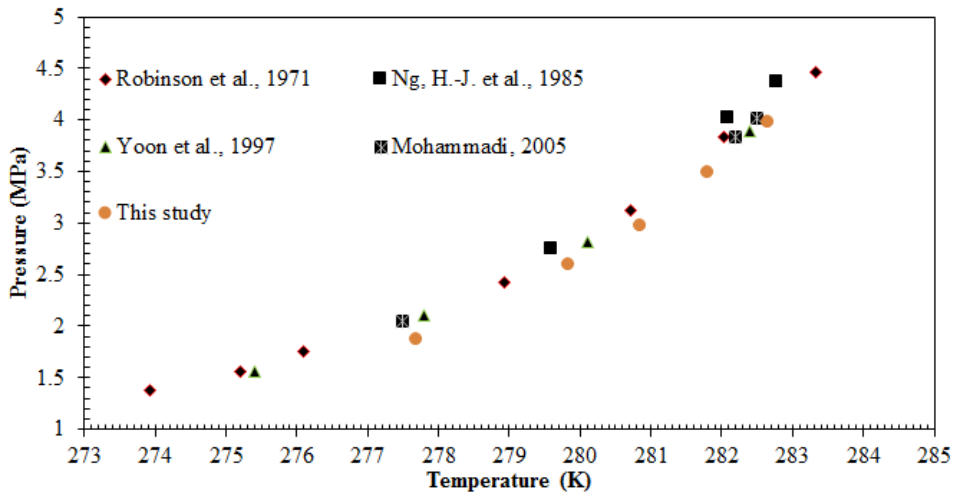 5
4.5
4
3.5
3
2.5
2
1.5
1
Pressure (MPa)
Robinson et al., 1971
Ng, H.-J. et al., 1985
Yoon et al., 1997
Mohammadi, 2005
This study
273 274 275 276 277 278 279 280 281 282 283 284 285
Temperature (K)